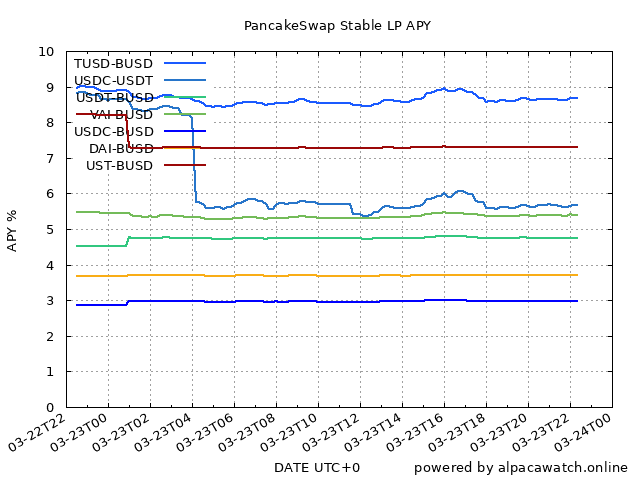 PancakeSwap Stable LP APY
10
9
8
7
6
5
4
3
2
1
0
APY %
TUSD-BUSD
USDC-USDT
USDT-BUSD
VAI-BUSD
USDC-BUSD
DAI-BUSD
UST-BUSD
03-22T22
03-23T00
03-23T02
03-23T04
03-23T06
03-23T08
03-23T10
03-23T12
03-23T14
03-23T16
03-23T18
03-23T20
03-23T22
03-24T00
DATE UTC+0
powered by alpacawatch.online